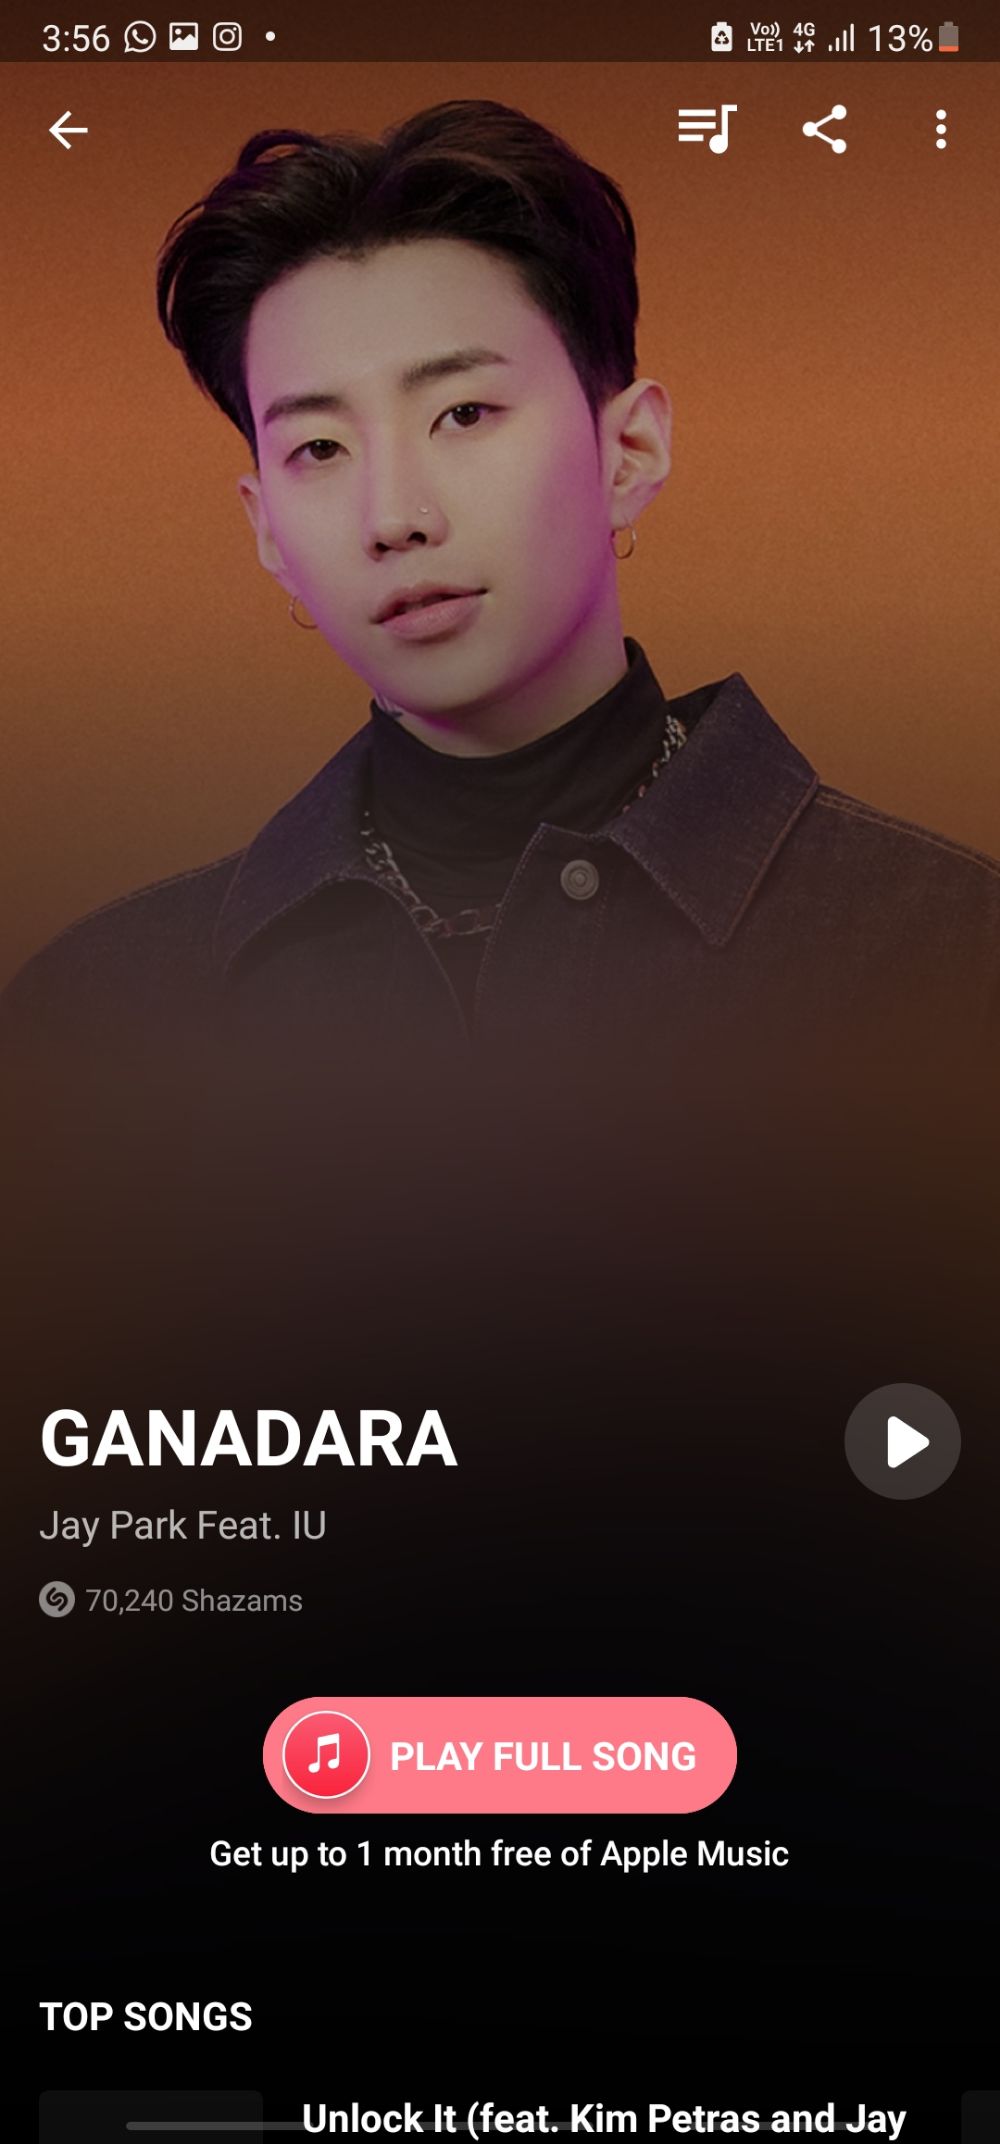 3:56
Vo)) LTE1 4G 13%
GANADARA
Jay Park Feat. IU
70,240 Shazams
PLAY FULL SONG
Get up to 1 month free of Apple Music
TOP SONGS
Unlock It (feat. Kim Petras and Jay